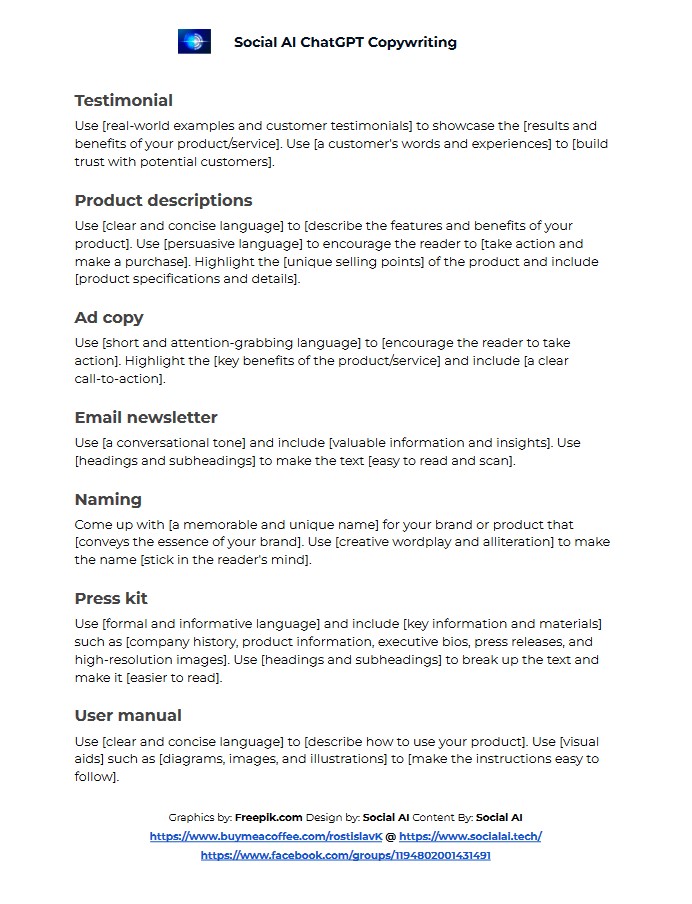 Social AI ChatGPT Copywriting
Testimonial
Use [real-world examples and customer testimonials] to showcase the [results and
benefits of your product/service]. Use [a customer's words and experiences] to [build
trust with potential customers].
Product descriptions
Use [clear and concise language] to [describe the features and benefits of your
product]. Use [persuasive language] to encourage the reader to [take action and
make a purchase]. Highlight the [unique selling points] of the product and include
[product specifications and details].
Ad copy
Use [short and attention-grabbing language] to [encourage the reader to take
action]. Highlight the [key benefits of the product/service] and include [a clear
call-to-action].
Email newsletter
Use [a conversational tone] and include [valuable information and insights]. Use
[headings and subheadings] to make the text [easy to read and scan].
Naming
Come up with [a memorable and unique name] for your brand or product that
[conveys the essence of your brand]. Use [creative wordplay and alliteration] to make
the name [stick in the reader's mind].
Press kit
Use [formal and informative language] and include [key information and materials]
such as [company history, product information, executive bios, press releases, and
high-resolution images]. Use [headings and subheadings] to break up the text and
make it [easier to read].
User manual
Use [clear and concise language] to [describe how to use your product]. Use [visual
aids] such as [diagrams, images, and illustrations] to [make the instructions easy to
follow].
Graphics by: Freepik.com Design by: Social AI Content By: Social AI
https://www.buymeacoffee.com/rostislavK @ https://www.socialai.tech/
https://www.facebook.com/groups/1194802001431491